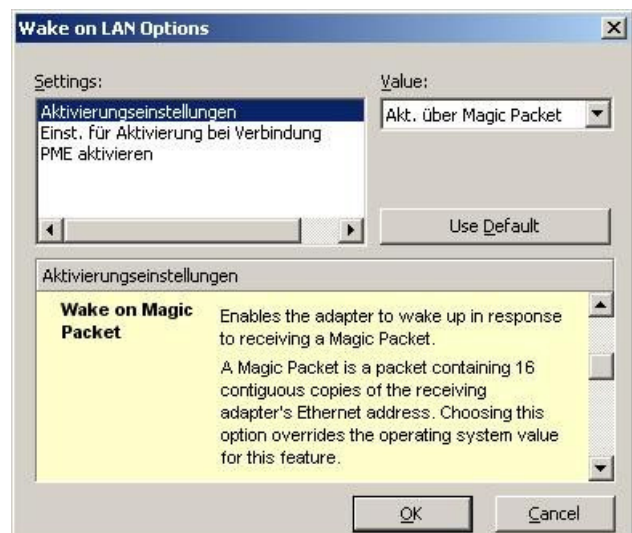 Wake on LAN Options
Settings:
Value:
Aktivierungseinstellungen
Einst. für Aktivierung bei Verbindung
PME aktivieren
Akt. über Magic Packet
Use Default
Aktivierungseinstellungen
Wake on Magic
Packet
Enables the adapter to wake up in response
to receiving a Magic Packet.
A Magic Packet is a packet containing 16
contiguous copies of the receiving
adapter's Ethernet address. Choosing this
option overrides the operating system value
for this feature.
OK
Cancel